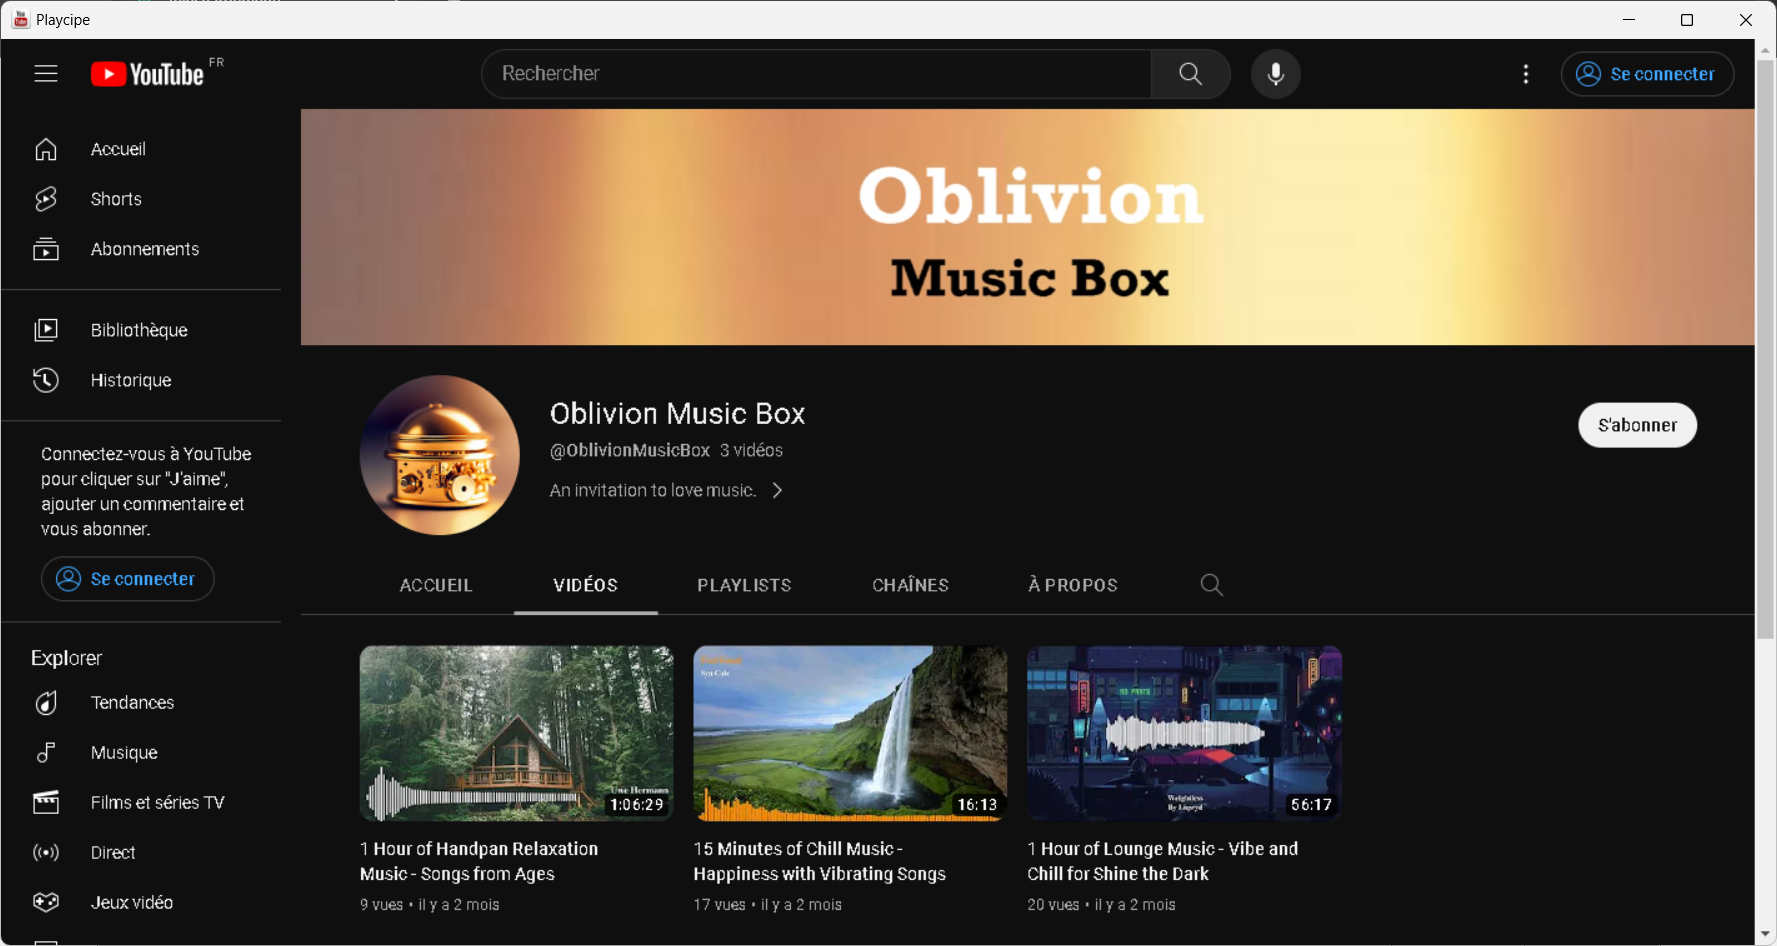 Playcipe
YouTube FR
Rechercher
Se connecter
Accueil
Shorts
Abonnements
Bibliothèque
Historique
Connectez-vous à YouTube
pour cliquer sur "J'aime",
ajouter un commentaire et
vous abonner.
Se connecter
Explorer
Tendances
Musique
Films et séries TV
Direct
Jeux vidéo
Oblivion
Music Box
Oblivion Music Box
@OblivionMusicBox 3 vidéos
An invitation to love music.
S'abonner
ACCUEIL
VIDÉOS
PLAYLISTS
CHAÎNES
À PROPOS
Uwe Hermann
1:06:29
1 Hour of Handpan Relaxation
Music - Songs from Ages
9 vues • il y a 2 mois
16:13
15 Minutes of Chill Music -
Happiness with Vibrating Songs
17 vues • il y a 2 mois
NO PARTS
Weightless
56:17
1 Hour of Lounge Music - Vibe and
Chill for Shine the Dark
20 vues • il y a 2 mois